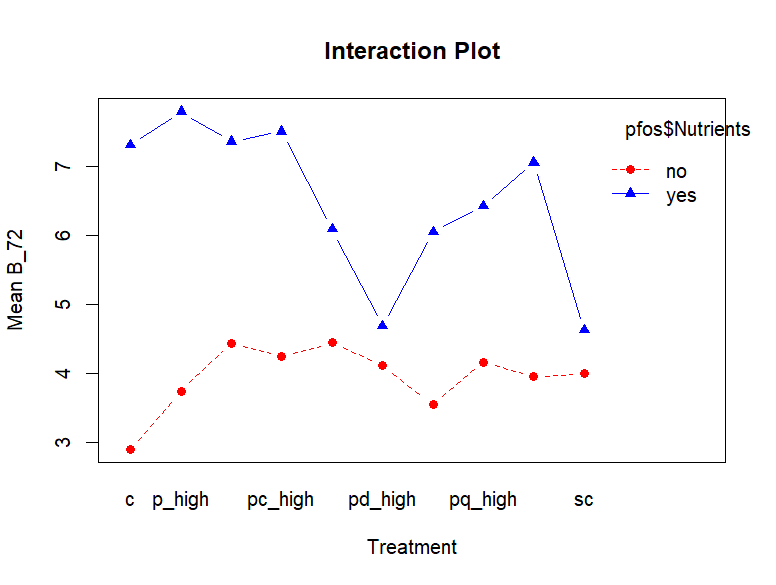 Interaction Plot
pfos$Nutrients
no
yes
7
6
5
4
3
Mean B_72
c p_high pc_high pd_high pq_high sc
Treatment